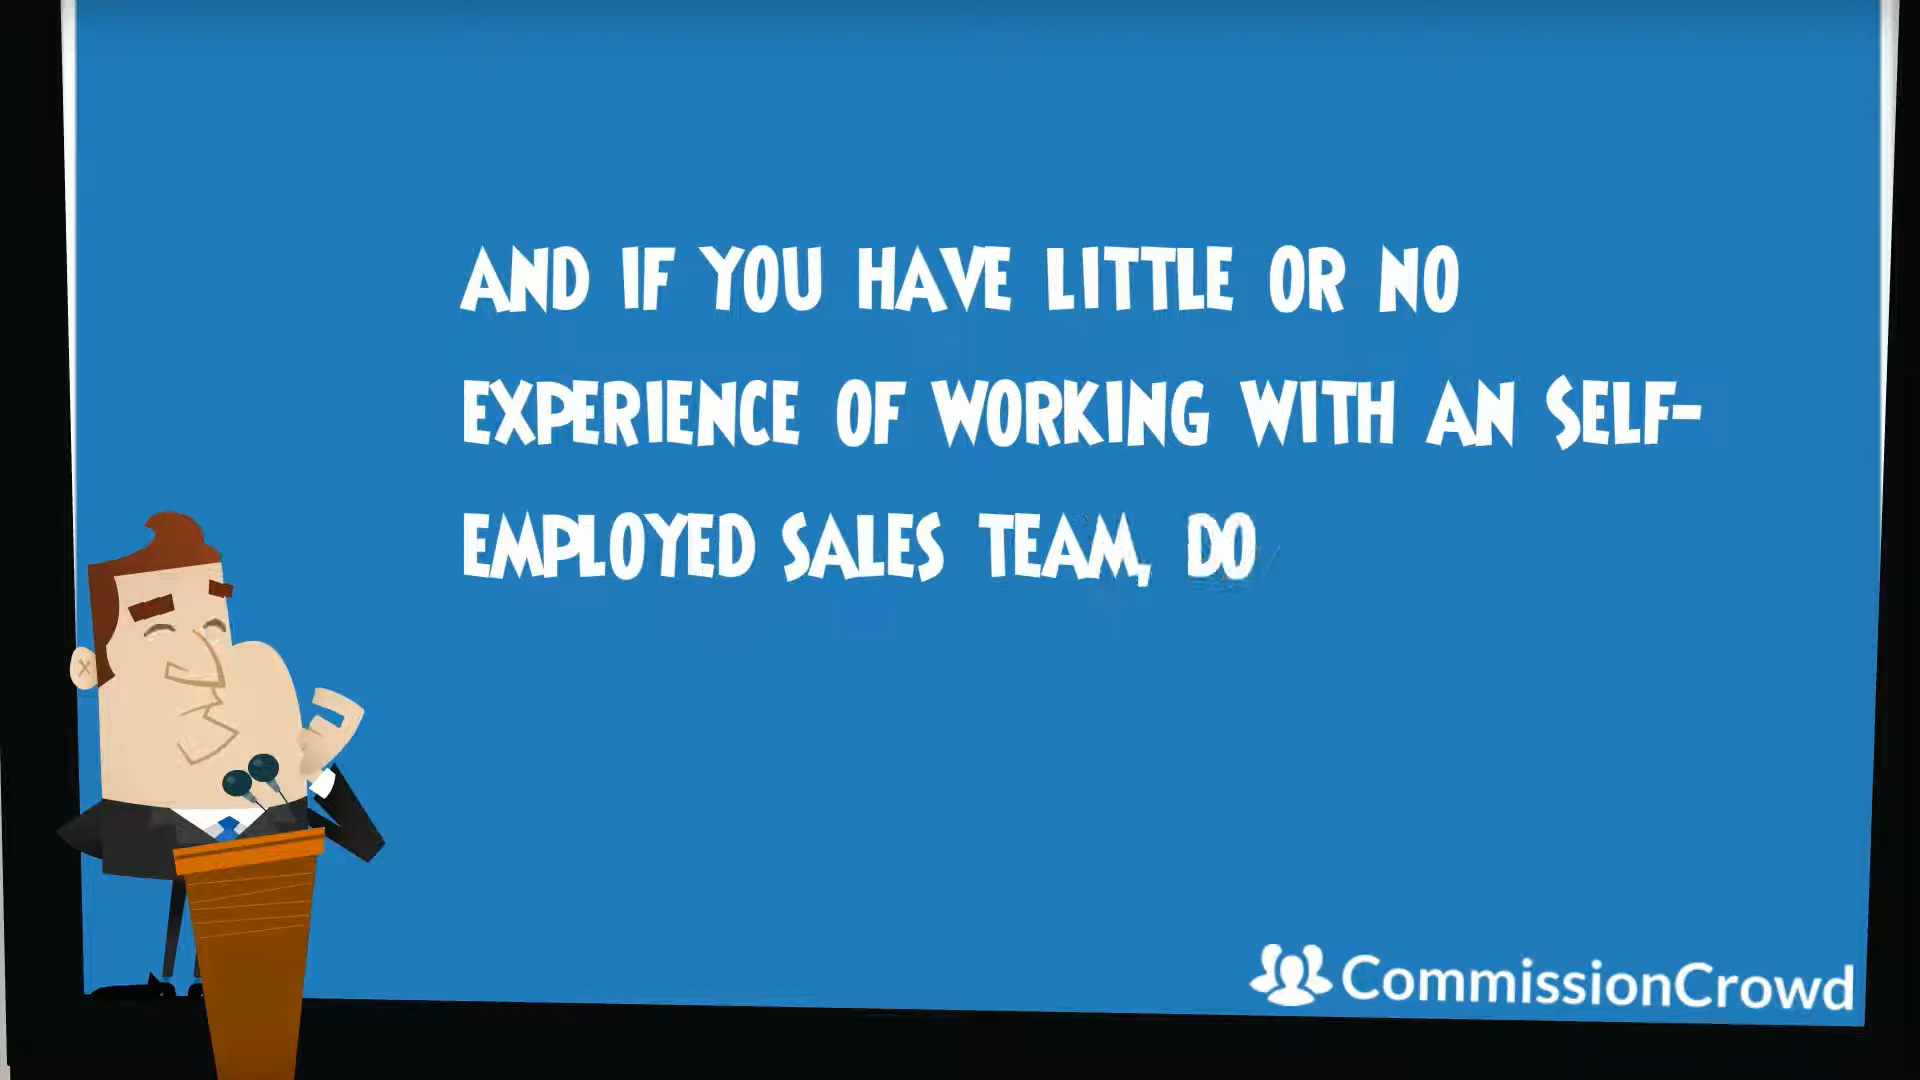 AND IF YOU HAVE LITTLE OR NO
EXPERIENCE OF WORKING WITH AN SELF-
EMPLOYED SALES TEAM, DO
CommissionCrowd